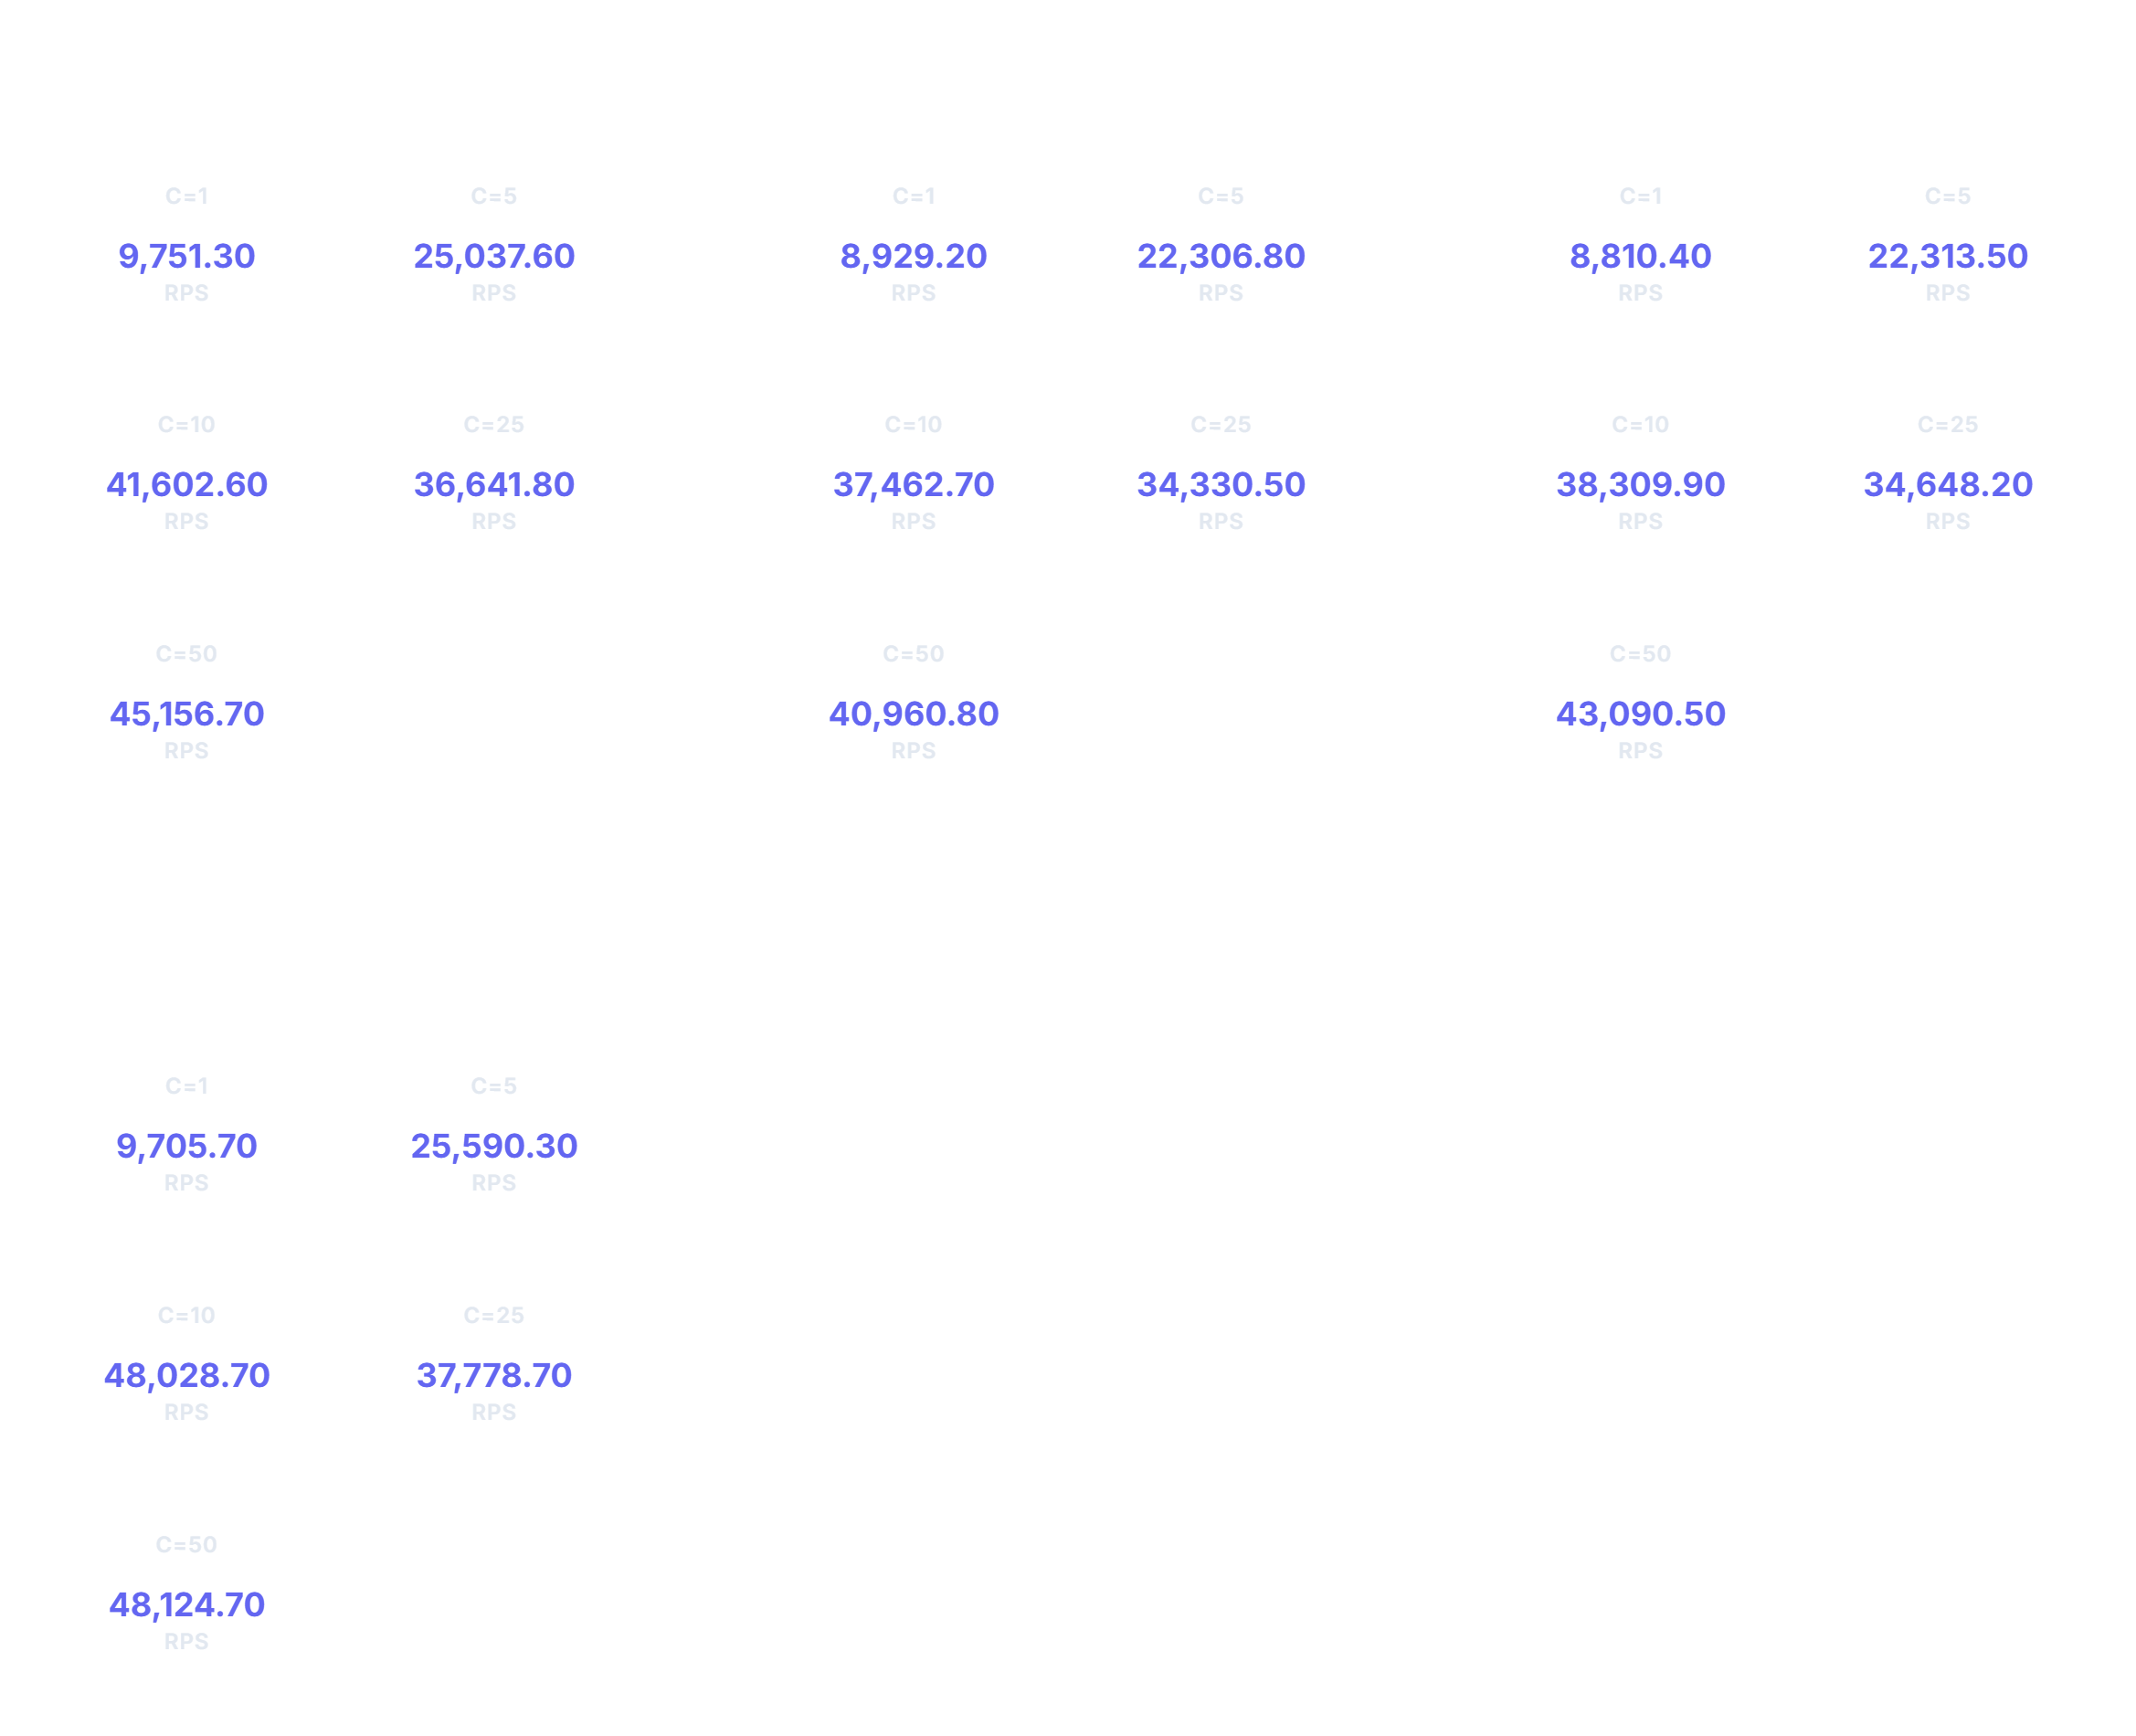 C=1
9,751.30
RPS
C=5
25,037.60
RPS
C=10
41,602.60
RPS
C=25
36,641.80
RPS
C=50
45,156.70
RPS
C=1
8,929.20
RPS
C=5
22,306.80
RPS
C=10
37,462.70
RPS
C=25
34,330.50
RPS
C=50
40,960.80
RPS
C=1
8,810.40
RPS
C=5
22,313.50
RPS
C=10
38,309.90
RPS
C=25
34,648.20
RPS
C=50
43,090.50
RPS
C=1
9,705.70
RPS
C=5
25,590.30
RPS
C=10
48,028.70
RPS
C=25
37,778.70
RPS
C=50
48,124.70
RPS